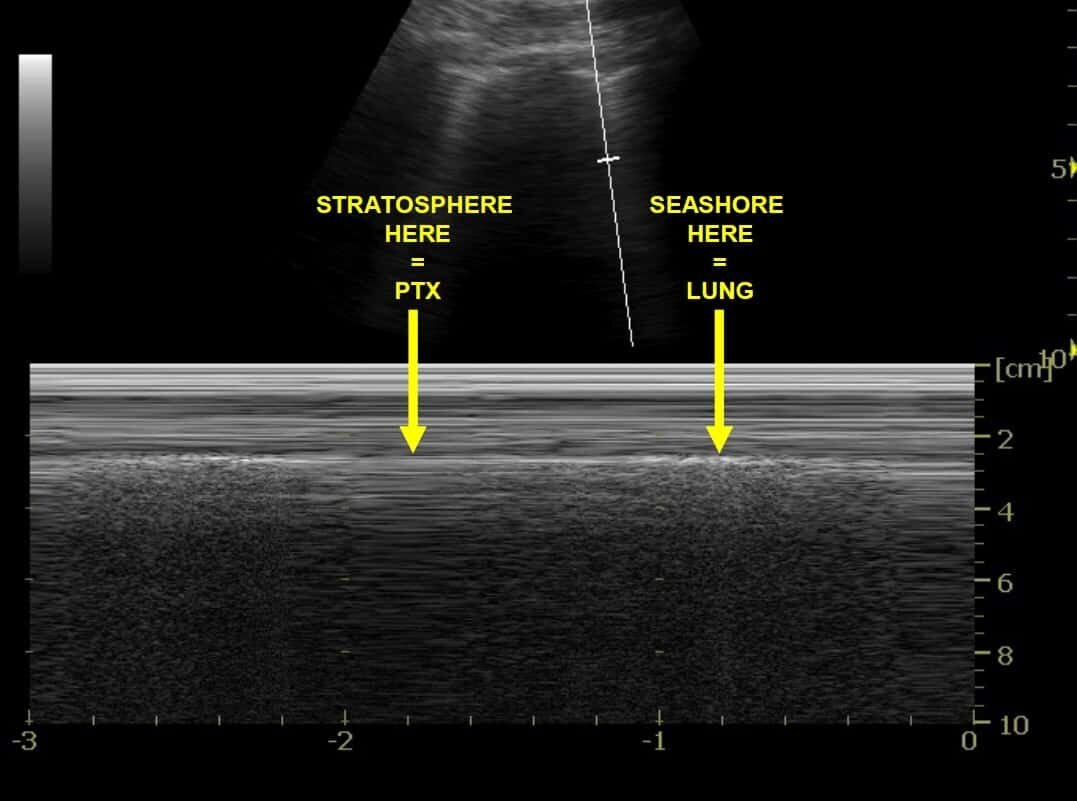 5
STRATOSPHERE
HERE
=
PTX
SEASHORE
HERE
=
LUNG
10
[cm]
2
4
6
8
10
-3
-2
-1
0